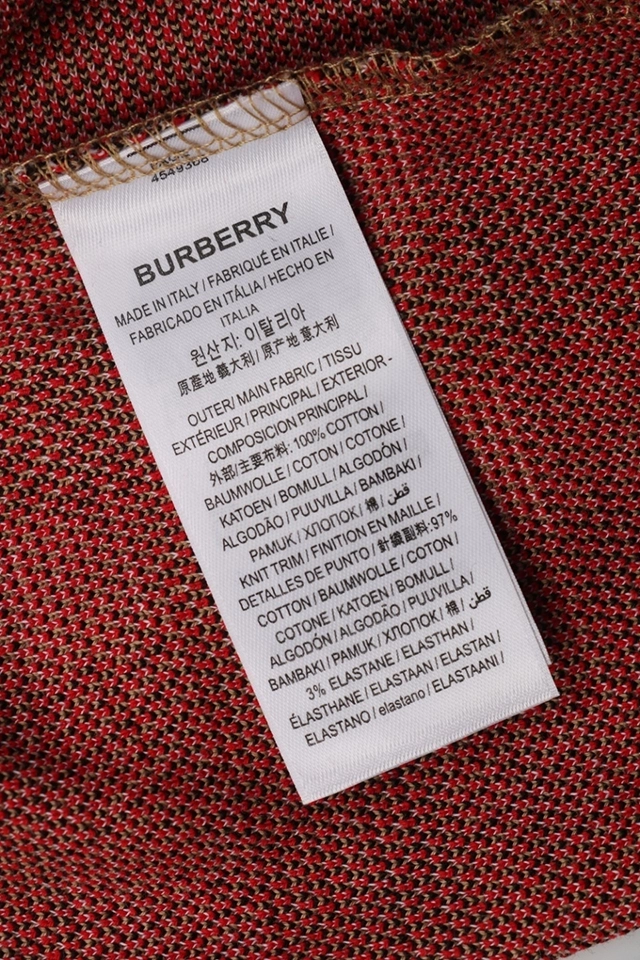 4549368
BURBERRY
MADE IN ITALY / FABRIQUÉ EN ITALIE /
FABRICADO EN ITÁLIA / HECHO EN
ITALIA
원산지: 이탈리아
原產地 義大利 / 原产地 意大利
OUTER/ MAIN FABRIC / TISSU
EXTÉRIEUR / PRINCIPAL / EXTERIOR-
COMPOSICION PRINCIPAL /
外部/主要布料: 100% COTTON /
BAUMWOLLE / COTON / COTONE /
KATOEN / BOMULL / ALGODÓN /
ALGODÃO / PUUVILLA / BAMBAKI /
PAMUK / ΧΛΟΠΟΚ / 棉 / قطن /
KNIT TRIM / FINITION EN MAILLE /
DETALLES DE PUNTO / 針織副料: 97%
COTTON / BAUMWOLLE / COTON /
COTONE / KATOEN / BOMULL /
ALGODÓN / ALGODÃO / PUUVILLA /
BAMBAKI / PAMUK / ΧΛΟΠΟΚ / 棉 / قطن
3% ELASTANE / ELASTHAN /
ÉLASTHANE / ELASTAAN / ELASTAN /
ELASTANO / elastano / ELASTAANI /